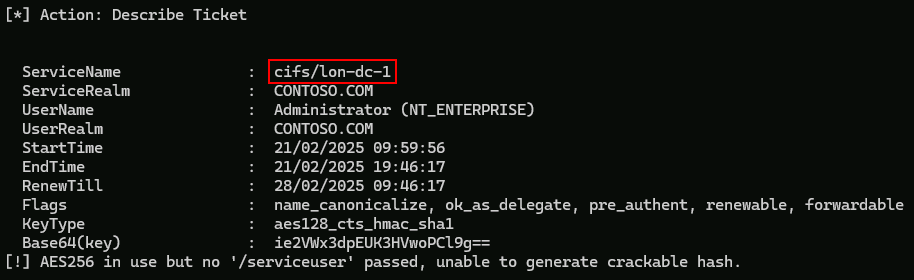 [*] Action: Describe Ticket
ServiceName : cifs/lon-dc-1
ServiceRealm : CONTOSO.COM
UserName : Administrator (NT_ENTERPRISE)
UserRealm : CONTOSO.COM
StartTime : 21/02/2025 09:59:56
EndTime : 21/02/2025 19:46:17
RenewTill : 28/02/2025 09:46:17
Flags : name_canonicalize, ok_as_delegate, pre_authent, renewable, forwardable
KeyType : aes128_cts_hmac_sha1
Base64(key) : ie2VWx3dpEUK3HVwoPCl9g==
[!] AES256 in use but no '/serviceuser' passed, unable to generate crackable hash.